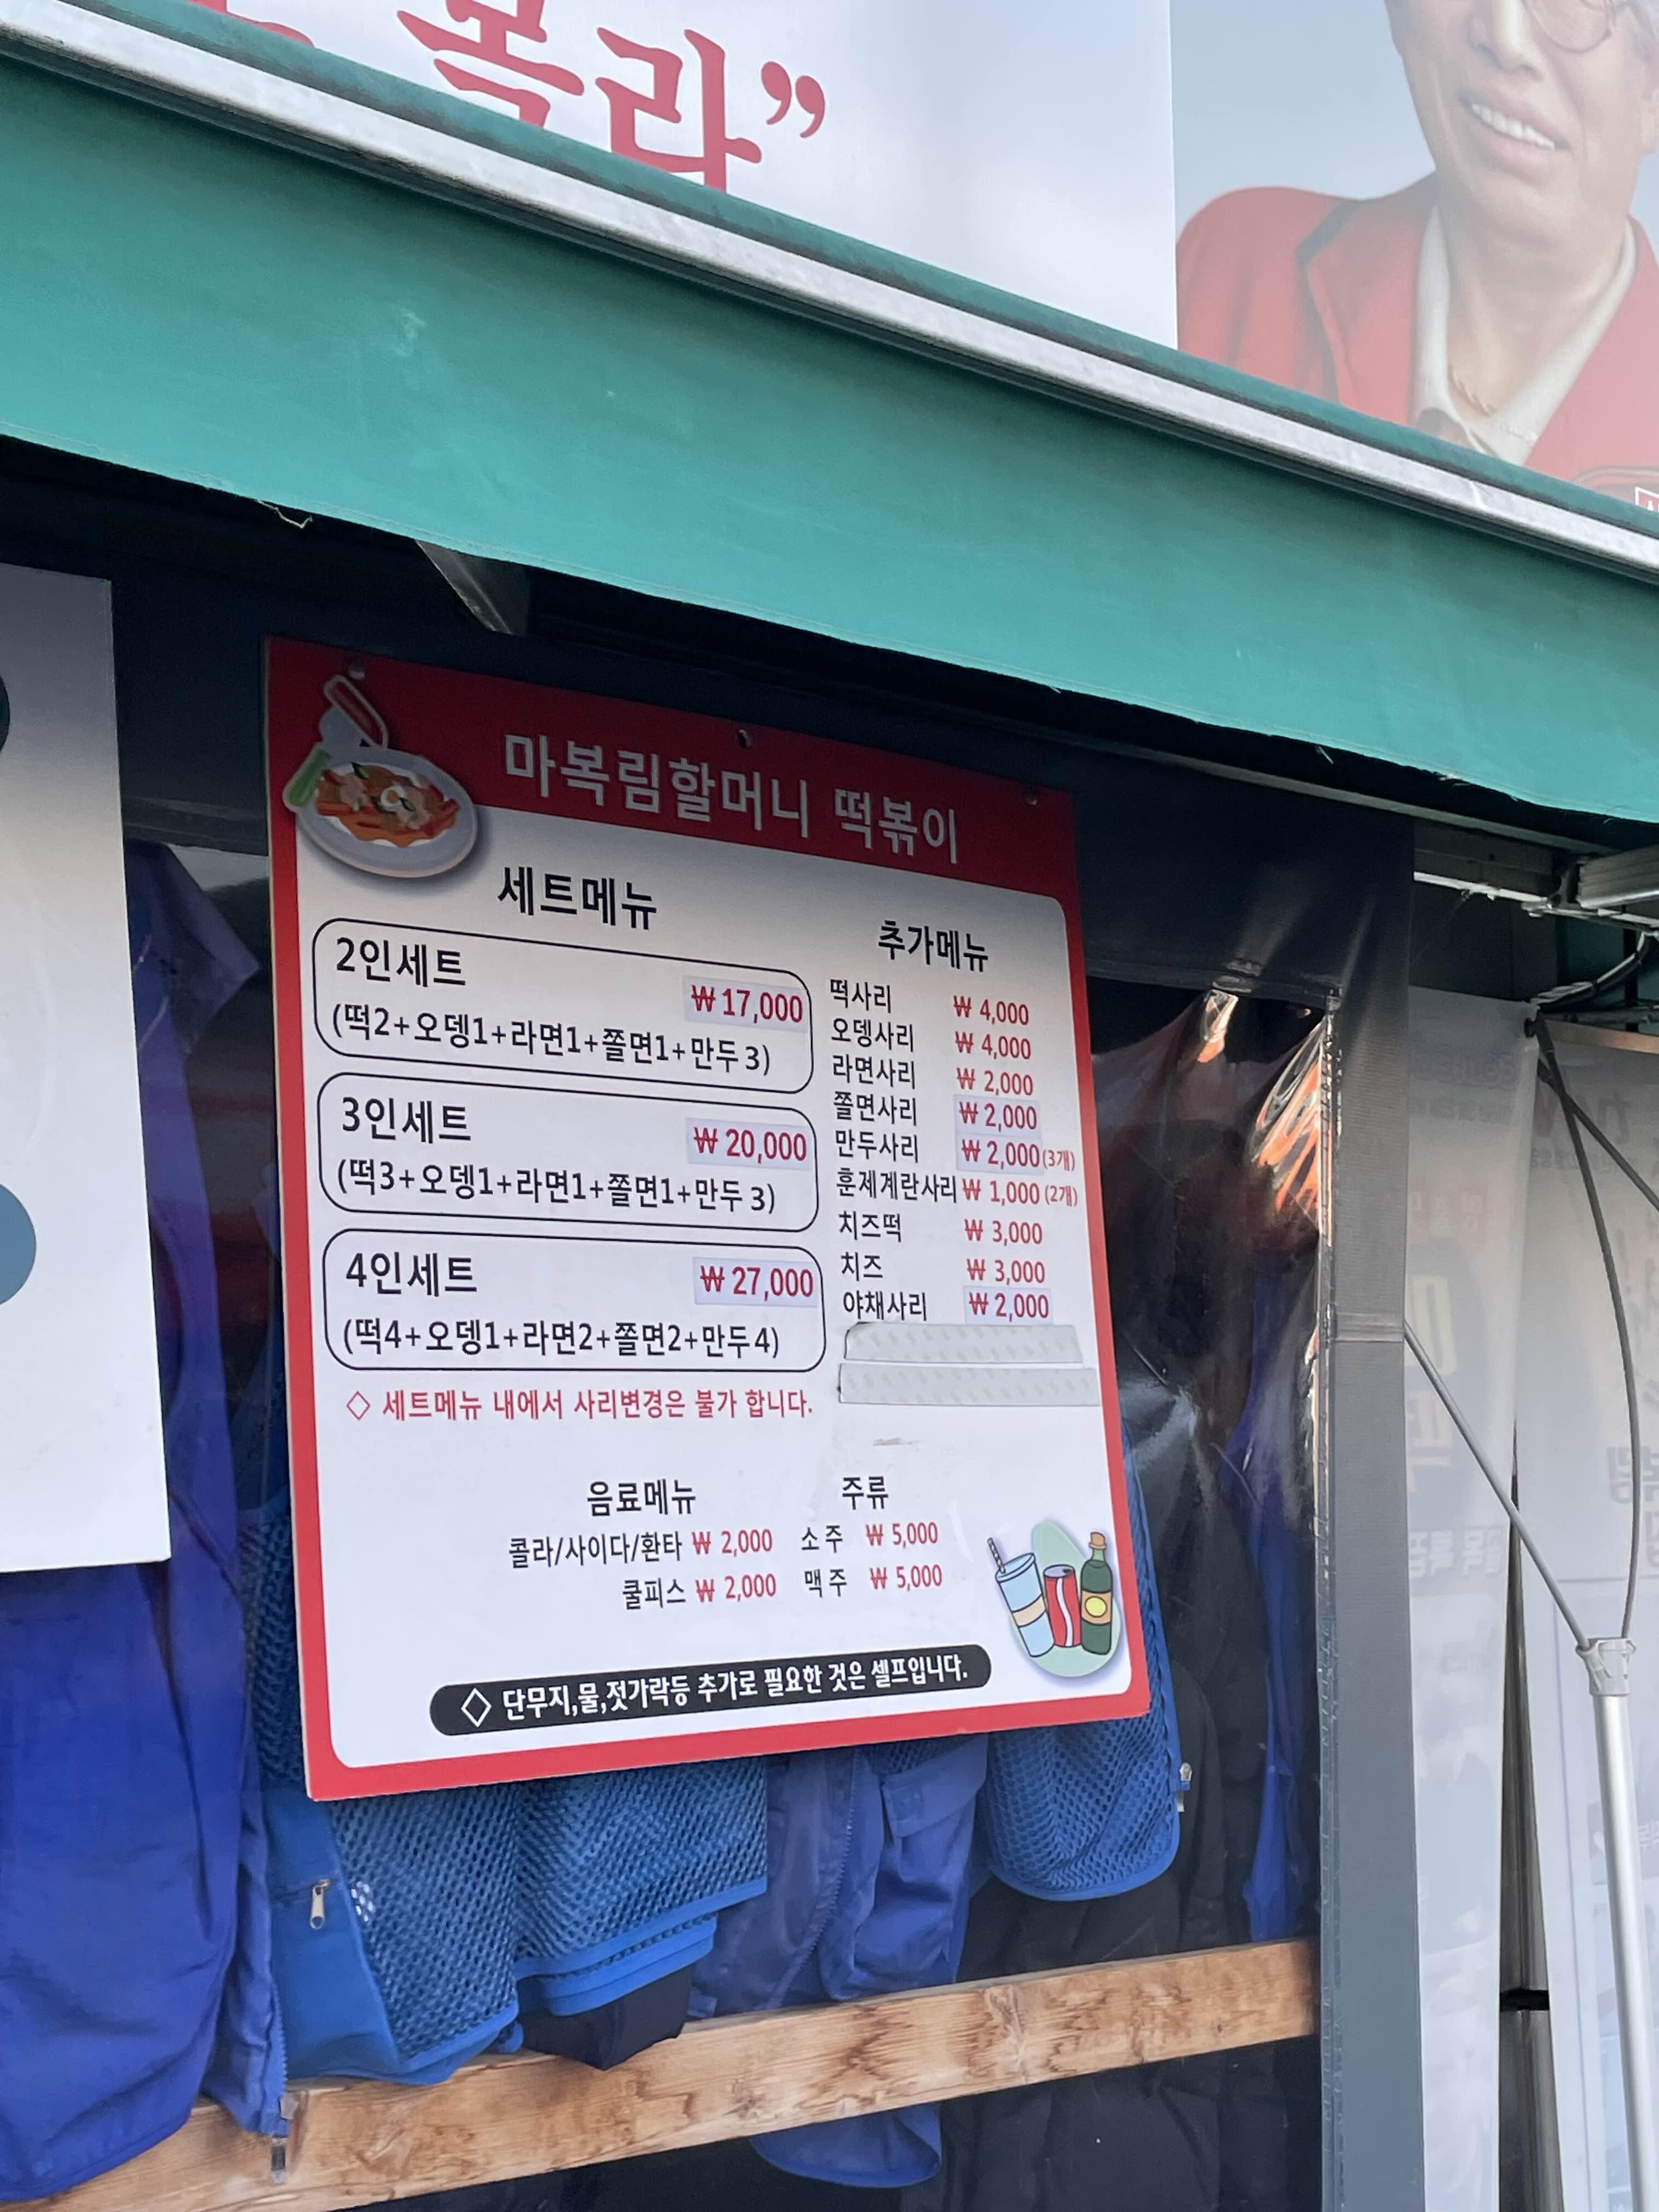 복라”
마복림할머니 떡볶이
세트메뉴
2인세트
₩ 17,000
(떡2+오뎅1+라면1+쫄면1+만두 3)
3인세트
₩ 20,000
(떡3+오뎅1+라면1+쫄면1+만두 3)
4인세트
₩ 27,000
(떡4+오뎅1+라면2+쫄면2+만두4)
◇ 세트메뉴 내에서 사리변경은 불가 합니다.
추가메뉴
떡사리 ₩ 4,000
오뎅사리 ₩ 4,000
라면사리 ₩ 2,000
쫄면사리 ₩ 2,000
만두사리 ₩ 2,000(3개)
훈제계란사리 ₩ 1,000 (2개)
치즈떡 ₩ 3,000
치즈 ₩ 3,000
야채사리 ₩ 2,000
음료메뉴
콜라/사이다/환타 ₩ 2,000
쿨피스 ₩ 2,000
주류
소주 ₩ 5,000
맥주 ₩ 5,000
◇ 단무지,물,젓가락등 추가로 필요한 것은 셀프입니다.